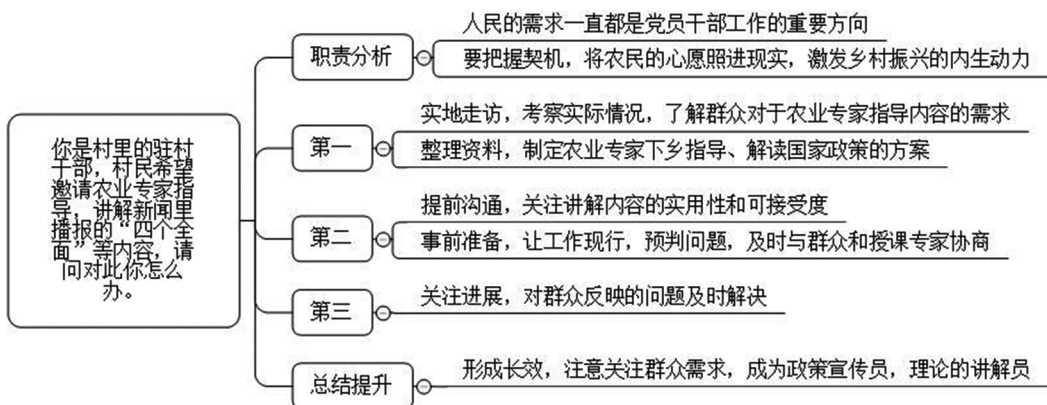 你是村里的驻村
干部，村民希望
邀请农业专家指
导，讲解新闻里
播报的“四个全
面”等内容，请
问对此你怎么
办。
职责分析
人民的需求一直都是党员干部工作的重要方向
要把握契机，将农民的心愿照进现实，激发乡村振兴的内生动力
第一
实地走访，考察实际情况，了解群众对于农业专家指导内容的需求
整理资料，制定农业专家下乡指导、解读国家政策的方案
第二
提前沟通，关注讲解内容的实用性和可接受度
事前准备，让工作现行，预判问题，及时与群众和授课专家协商
第三
关注进展，对群众反映的问题及时解决
总结提升
形成长效，注意关注群众需求，成为政策宣传员，理论的讲解员